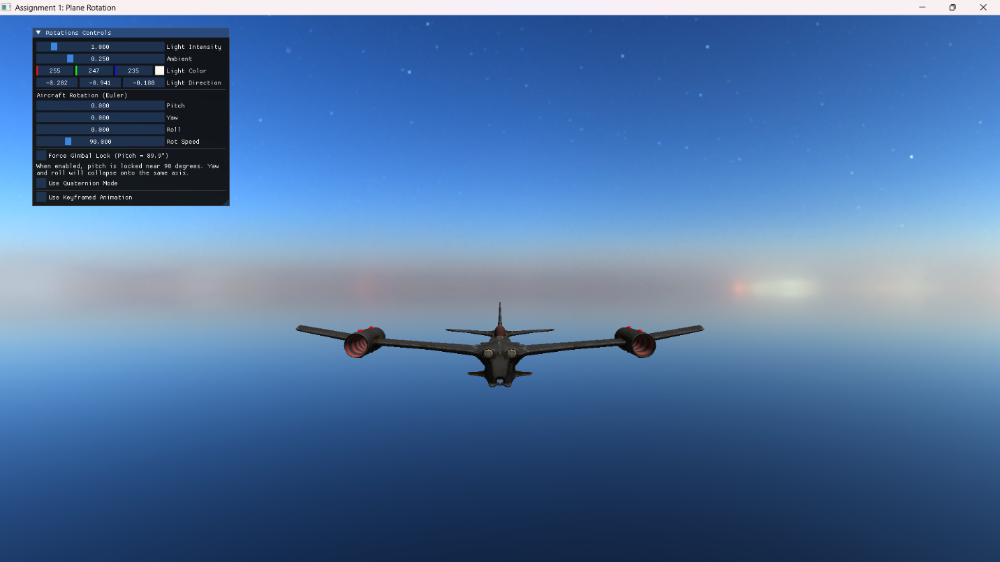 Assignment 1: Plane Rotation
Rotations Controls
1.000 Light Intensity
0.250 Ambient
255 247 235 Light Color
-0.282 -0.941 -0.188 Light Direction
Aircraft Rotation (Euler)
0.000 Pitch
0.000 Yaw
0.000 Roll
90.000 Rot Speed
Force Gimbal Lock (Pitch = 89.9°)
When enabled, pitch is locked near 90 degrees. Yaw
and roll will collapse onto the same axis.
Use Quaternion Mode
Use Keyframed Animation